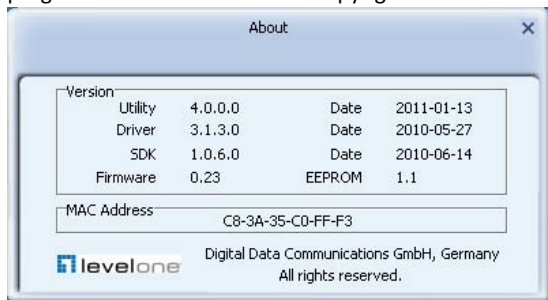 About
Version
Utility 4.0.0.0 Date 2011-01-13
Driver 3.1.3.0 Date 2010-05-27
SDK 1.0.6.0 Date 2010-06-14
Firmware 0.23 EEPROM 1.1
MAC Address
C8-3A-35-C0-FF-F3
levelone
Digital Data Communications GmbH, Germany
All rights reserved.